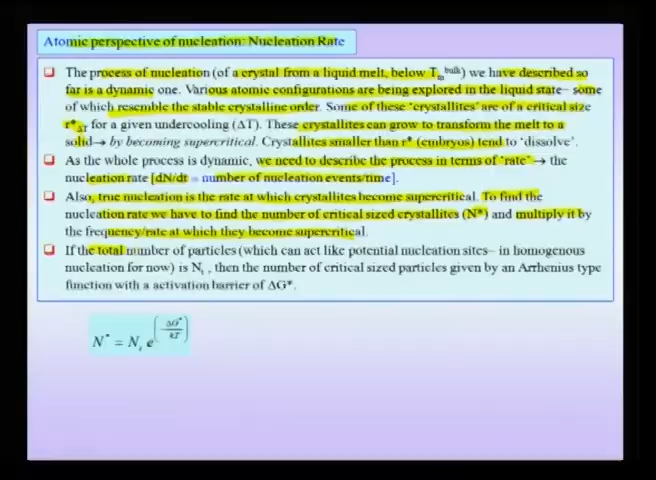 Atomic perspective of nucleation: Nucleation Rate
❑ The process of nucleation (of a crystal from a liquid melt, below Tₘᵇᵘˡᵏ) we have described so
far is a dynamic one. Various atomic configurations are being explored in the liquid state– some
of which resemble the stable crystalline order. Some of these 'crystallites' are of a critical size
r*ΔT for a given undercooling (ΔT). These crystallites can grow to transform the melt to a
solid→ by becoming supercritical. Crystallites smaller than r* (embryos) tend to 'dissolve'.
❑ As the whole process is dynamic, we need to describe the process in terms of 'rate' → the
nucleation rate [dN/dt = number of nucleation events/time].
❑ Also, true nucleation is the rate at which crystallites become supercritical. To find the
nucleation rate we have to find the number of critical sized crystallites (N*) and multiply it by
the frequency/rate at which they become supercritical.
❑ If the total number of particles (which can act like potential nucleation sites– in homogenous
nucleation for now) is Nₜ , then the number of critical sized particles given by an Arrhenius type
function with a activation barrier of ΔG*.
N* = Nₜ e^(ΔG*/kT)